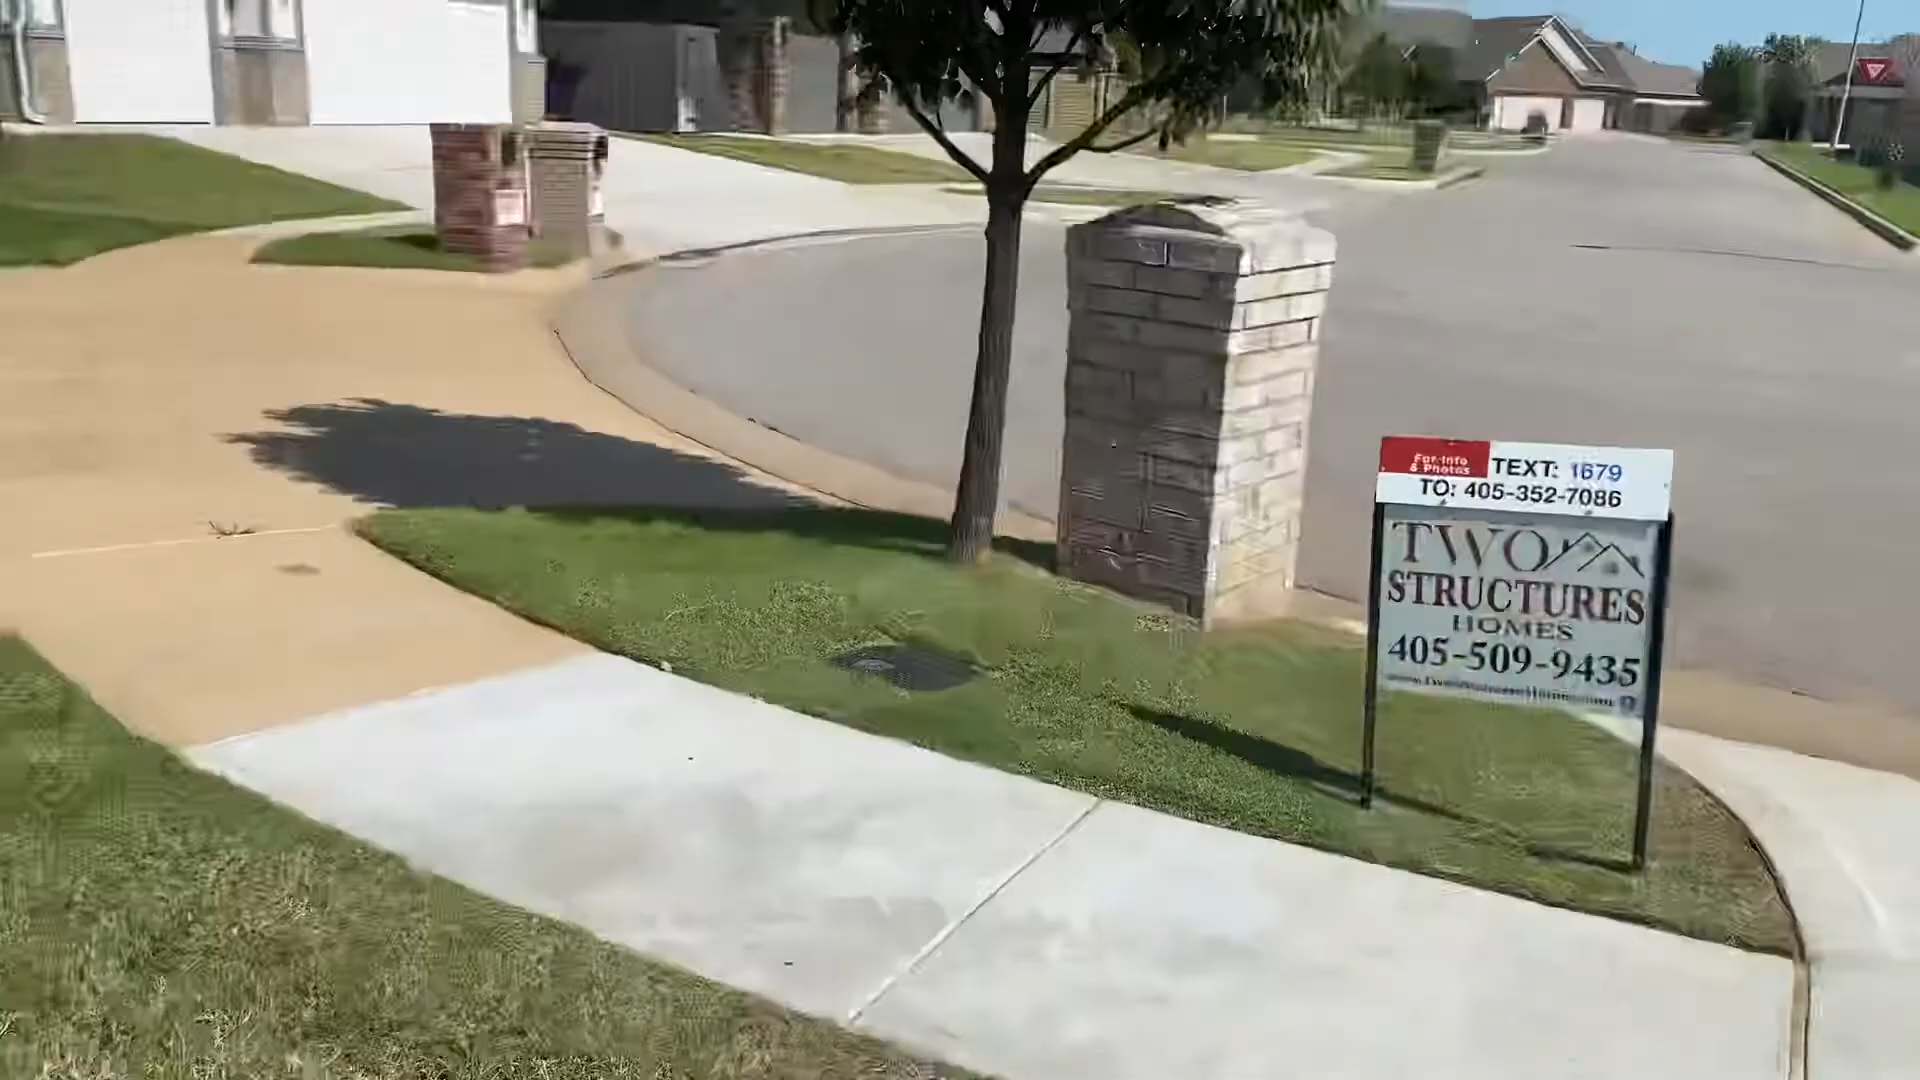 For Info
& Photos
TEXT: 1679
TO: 405-352-7086
TWO
STRUCTURES
HOMES
405-509-9435